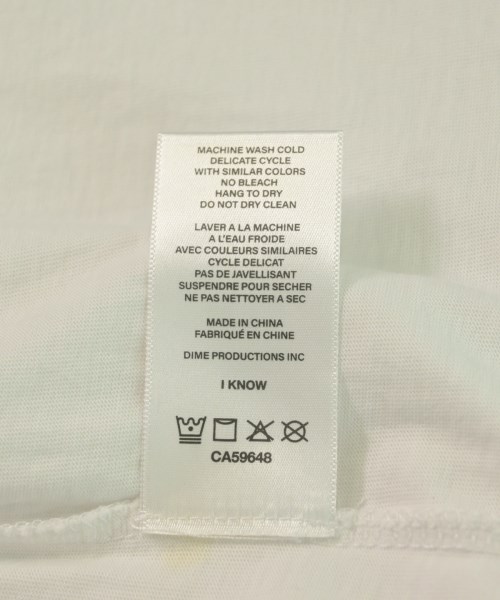 MACHINE WASH COLD
DELICATE CYCLE
WITH SIMILAR COLORS
NO BLEACH
HANG TO DRY
DO NOT DRY CLEAN
LAVER A LA MACHINE
A L'EAU FROIDE
AVEC COULEURS SIMILAIRES
CYCLE DELICAT
PAS DE JAVELLISANT
SUSPENDRE POUR SECHER
NE PAS NETTOYER A SEC
MADE IN CHINA
FABRIQUÉ EN CHINE
DIME PRODUCTIONS INC
I KNOW
CA59648